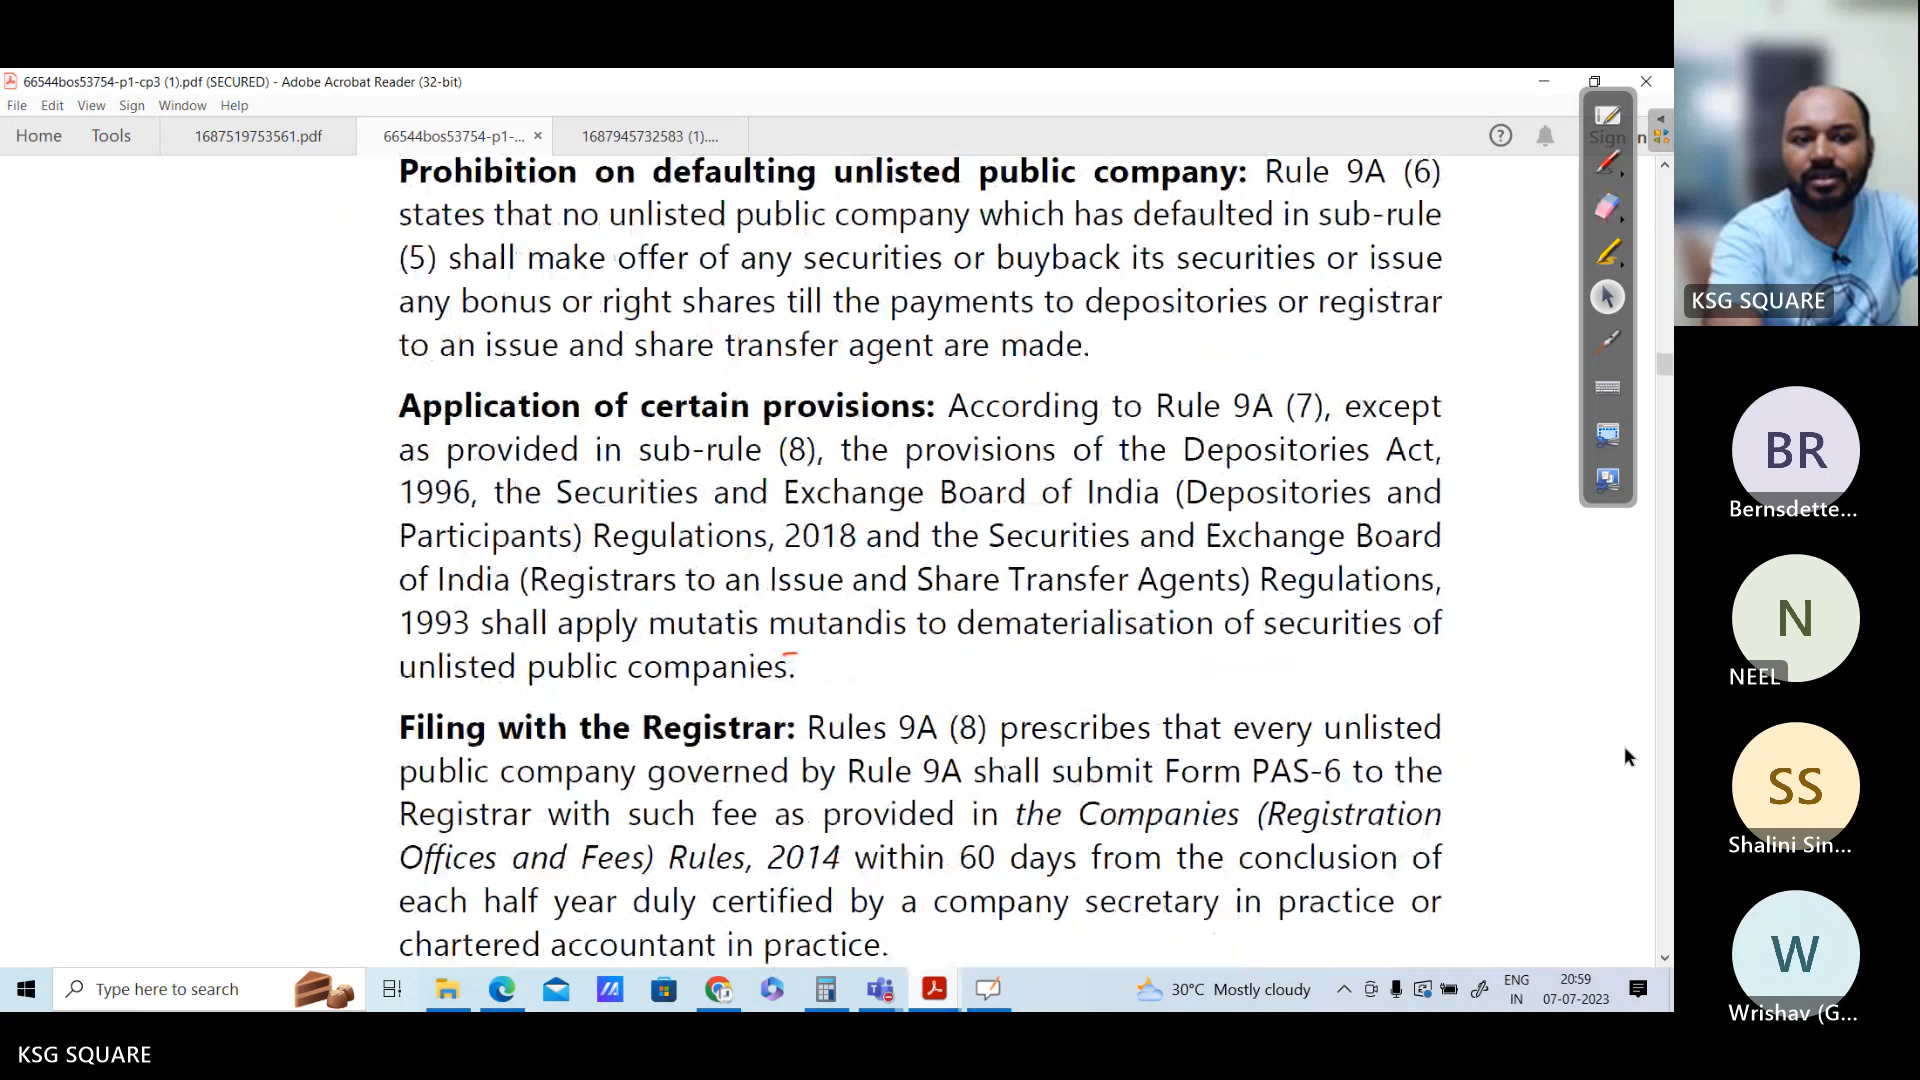 66544bos53754-p1-cp3 (1).pdf (SECURED) - Adobe Acrobat Reader (32-bit)
File Edit View Sign Window Help
Home Tools 1687519753561.pdf 66544bos53754-p1-... × 1687945732583 (1)....
Sign n
Prohibition on defaulting unlisted public company: Rule 9A (6)
states that no unlisted public company which has defaulted in sub-rule
(5) shall make offer of any securities or buyback its securities or issue
any bonus or right shares till the payments to depositories or registrar
to an issue and share transfer agent are made.
Application of certain provisions: According to Rule 9A (7), except
as provided in sub-rule (8), the provisions of the Depositories Act,
1996, the Securities and Exchange Board of India (Depositories and
Participants) Regulations, 2018 and the Securities and Exchange Board
of India (Registrars to an Issue and Share Transfer Agents) Regulations,
1993 shall apply mutatis mutandis to dematerialisation of securities of
unlisted public companies.
Filing with the Registrar: Rules 9A (8) prescribes that every unlisted
public company governed by Rule 9A shall submit Form PAS-6 to the
Registrar with such fee as provided in the Companies (Registration
Offices and Fees) Rules, 2014 within 60 days from the conclusion of
each half year duly certified by a company secretary in practice or
chartered accountant in practice.
KSG SQUARE
BR
Bernsdette...
N
NEEL
SS
Shalini Sin...
W
Wrishav (G...
Type here to search
30°C Mostly cloudy
ENG
IN
20:59
07-07-2023
KSG SQUARE